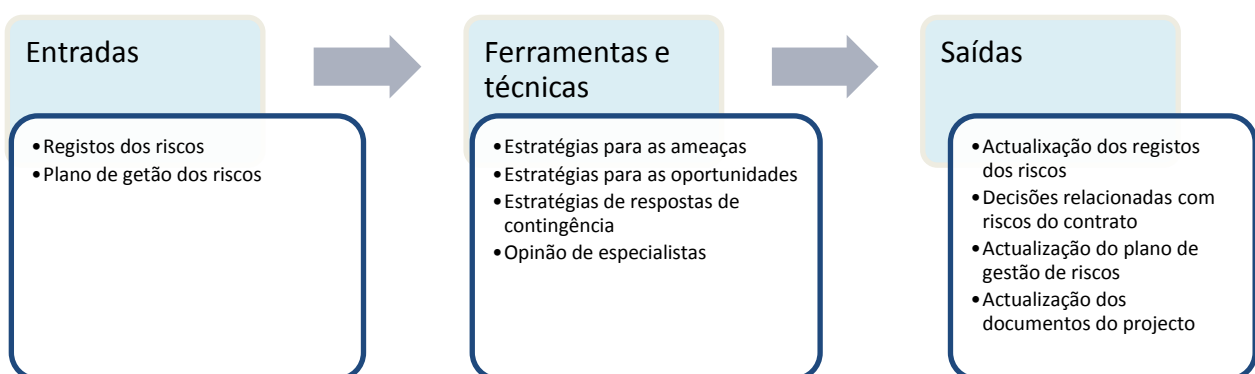 Entradas
• Registos dos riscos
• Plano de getão dos riscos
Ferramentas e
técnicas
• Estratégias para as ameaças
• Estratégias para as oportunidades
• Estratégias de respostas de
contingência
• Opinião de especialistas
Saídas
• Actualixação dos registos
dos riscos
• Decisões relacionadas com
riscos do contrato
• Actualização do plano de
gestão de riscos
• Actualização dos
documentos do projecto